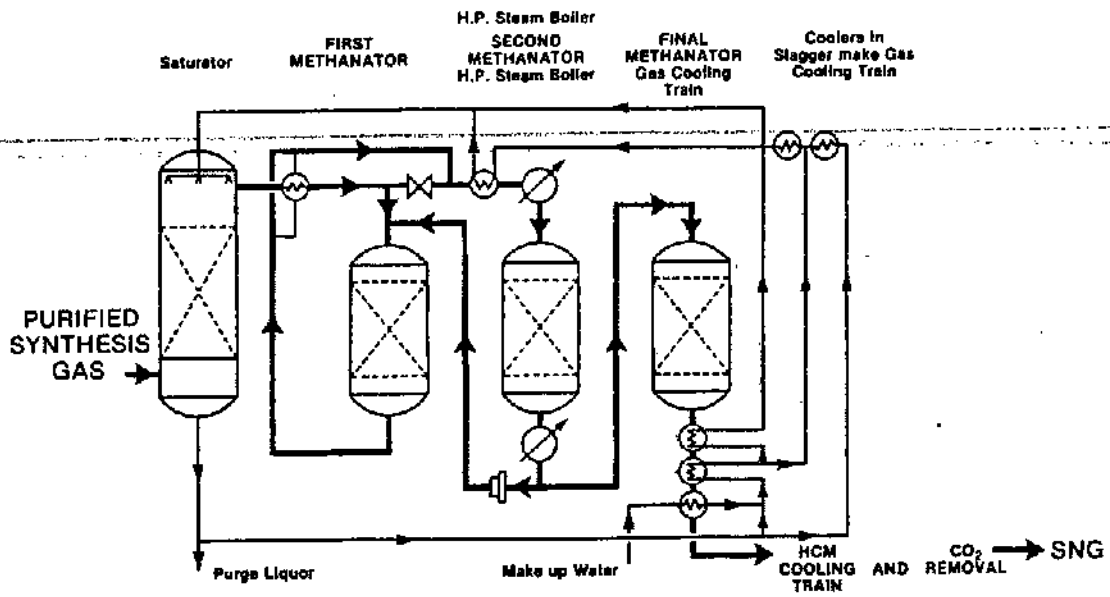 H.P. Steam Boiler
Saturator
FIRST
METHANATOR
SECOND
METHANATOR
H.P. Steam Boiler
FINAL
METHANATOR
Gas Cooling
Train
Coolers in
Slagger make Gas
Cooling Train
PURIFIED
SYNTHESIS
GAS
Purge Liquor
Make up Water
HCM
COOLING AND REMOVAL
TRAIN
CO₂
SNG